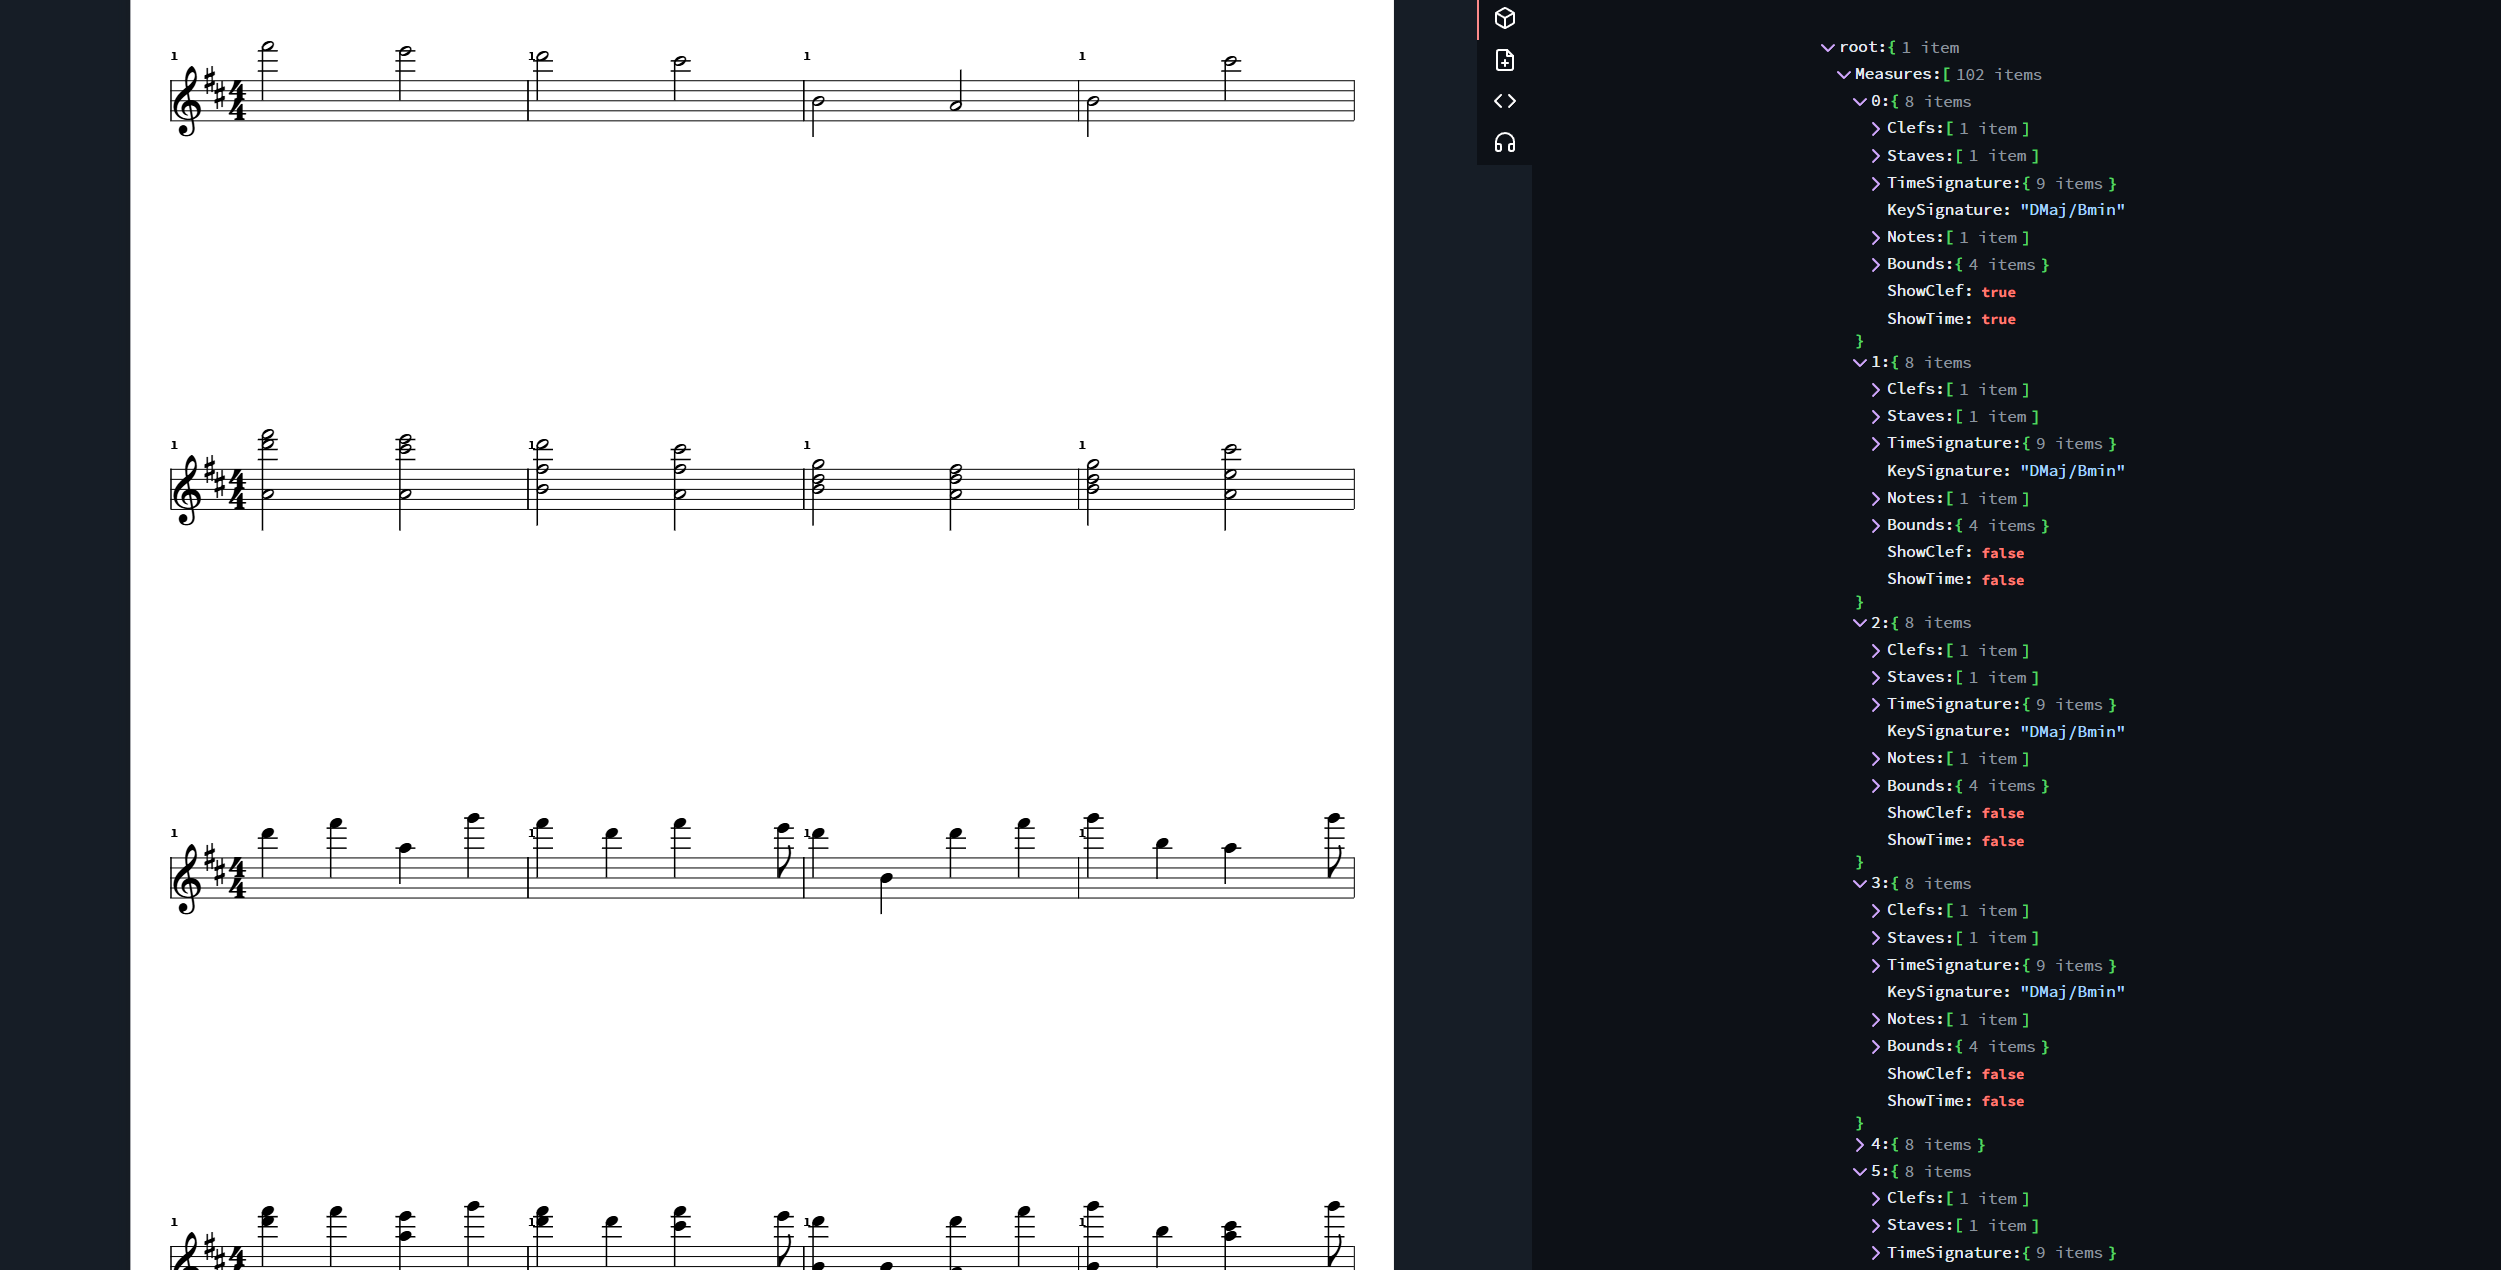 1 1 1 1
4
4
1 1 1 1
4
4
1 1 1 1
4
4
1 1 1 1
4
root:{ 1 item
Measures:[ 102 items
0:{ 8 items
Clefs:[ 1 item ]
Staves:[ 1 item ]
TimeSignature:{ 9 items }
KeySignature: "DMaj/Bmin"
Notes:[ 1 item ]
Bounds:{ 4 items }
ShowClef: true
ShowTime: true
}
1:{ 8 items
Clefs:[ 1 item ]
Staves:[ 1 item ]
TimeSignature:{ 9 items }
KeySignature: "DMaj/Bmin"
Notes:[ 1 item ]
Bounds:{ 4 items }
ShowClef: false
ShowTime: false
}
2:{ 8 items
Clefs:[ 1 item ]
Staves:[ 1 item ]
TimeSignature:{ 9 items }
KeySignature: "DMaj/Bmin"
Notes:[ 1 item ]
Bounds:{ 4 items }
ShowClef: false
ShowTime: false
}
3:{ 8 items
Clefs:[ 1 item ]
Staves:[ 1 item ]
TimeSignature:{ 9 items }
KeySignature: "DMaj/Bmin"
Notes:[ 1 item ]
Bounds:{ 4 items }
ShowClef: false
ShowTime: false
}
4:{ 8 items }
5:{ 8 items
Clefs:[ 1 item ]
Staves:[ 1 item ]
TimeSignature:{ 9 items }